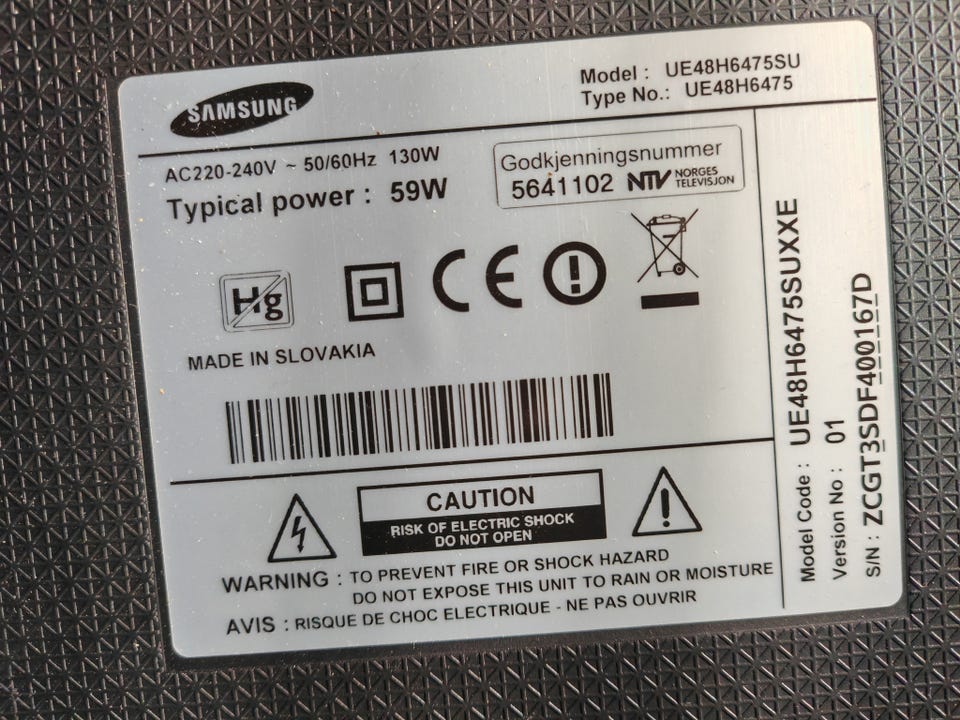 SAMSUNG
Model : UE48H6475SU
Type No.: UE48H6475
AC220-240V ~ 50/60Hz 130W
Typical power : 59W
Godkjenningsnummer
5641102 NTV NORGES TELEVISJON
Hg
CE
MADE IN SLOVAKIA
CAUTION
RISK OF ELECTRIC SHOCK
DO NOT OPEN
WARNING : TO PREVENT FIRE OR SHOCK HAZARD
DO NOT EXPOSE THIS UNIT TO RAIN OR MOISTURE
AVIS : RISQUE DE CHOC ELECTRIQUE - NE PAS OUVRIR
Model Code : UE48H6475SUXXE
Version No : 01
S/N : ZCGT3SDF400167D